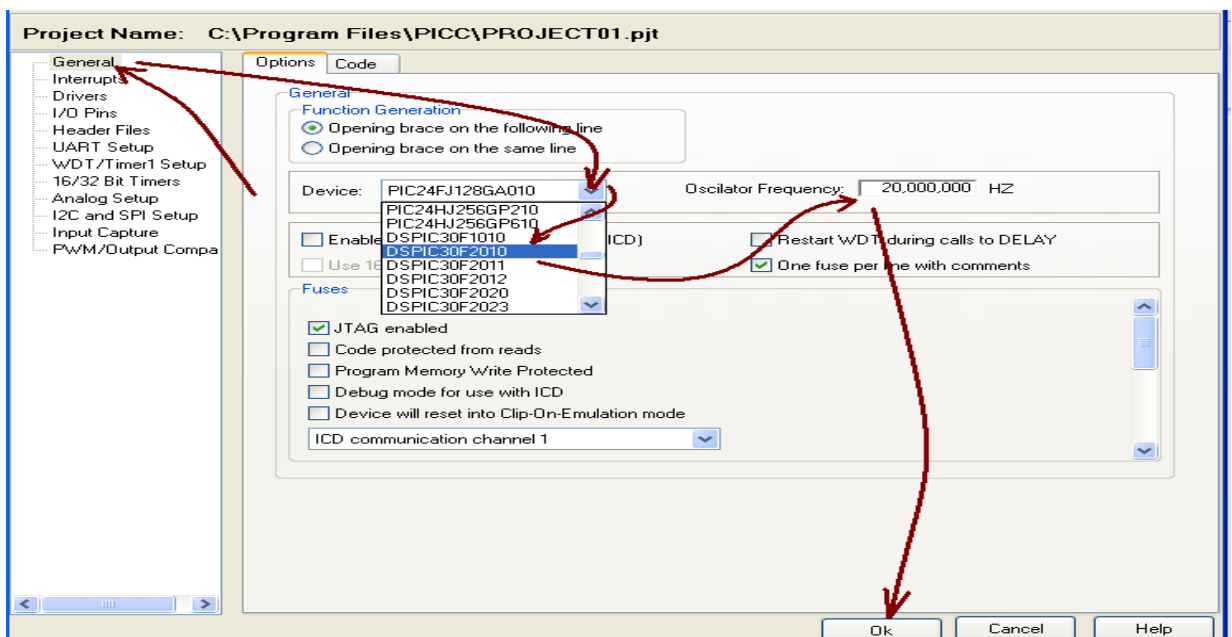 Project Name: C:\Program Files\PICC\PROJECT01.pjt
General
Interrupts
Drivers
I/O Pins
Header Files
UART Setup
WDT/Timer1 Setup
16/32 Bit Timers
Analog Setup
I2C and SPI Setup
Input Capture
PWM/Output Compa
Options Code
General
Function Generation
Opening brace on the following line
Opening brace on the same line
Device: PIC24FJ128GA010 Oscilator Frequency: 20,000,000 HZ
PIC24HJ256GP210
PIC24HJ256GP610
DSPIC30F1010
DSPIC30F2010
DSPIC30F2011
DSPIC30F2012
DSPIC30F2020
DSPIC30F2023
Enable ICD) Restart WDT during calls to DELAY
Use 16 One fuse per line with comments
Fuses
JTAG enabled
Code protected from reads
Program Memory Write Protected
Debug mode for use with ICD
Device will reset into Clip-On-Emulation mode
ICD communication channel 1
Ok Cancel Help